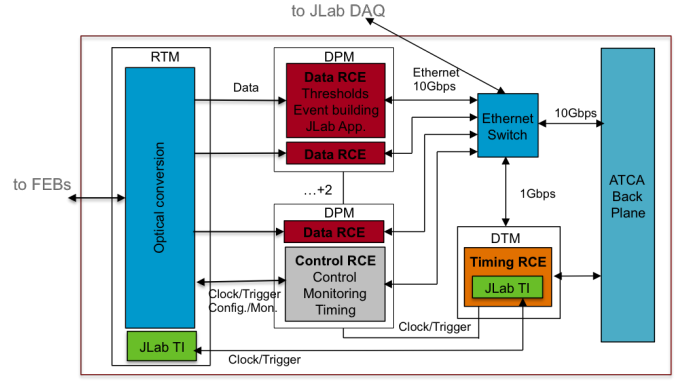 to JLab DAQ
RTM
DPM
Data RCE
Thresholds
Event building
JLab App.
Data
Ethernet
10Gbps
Ethernet
Switch
10Gbps
Data RCE
to FEBs
Optical conversion
…+2
1Gbps
ATCA
Back
Plane
DPM
Data RCE
DTM
Control RCE
Control
Monitoring
Timing
Timing RCE
JLab TI
Clock/Trigger
Config./Mon.
Clock/Trigger
JLab TI
Clock/Trigger